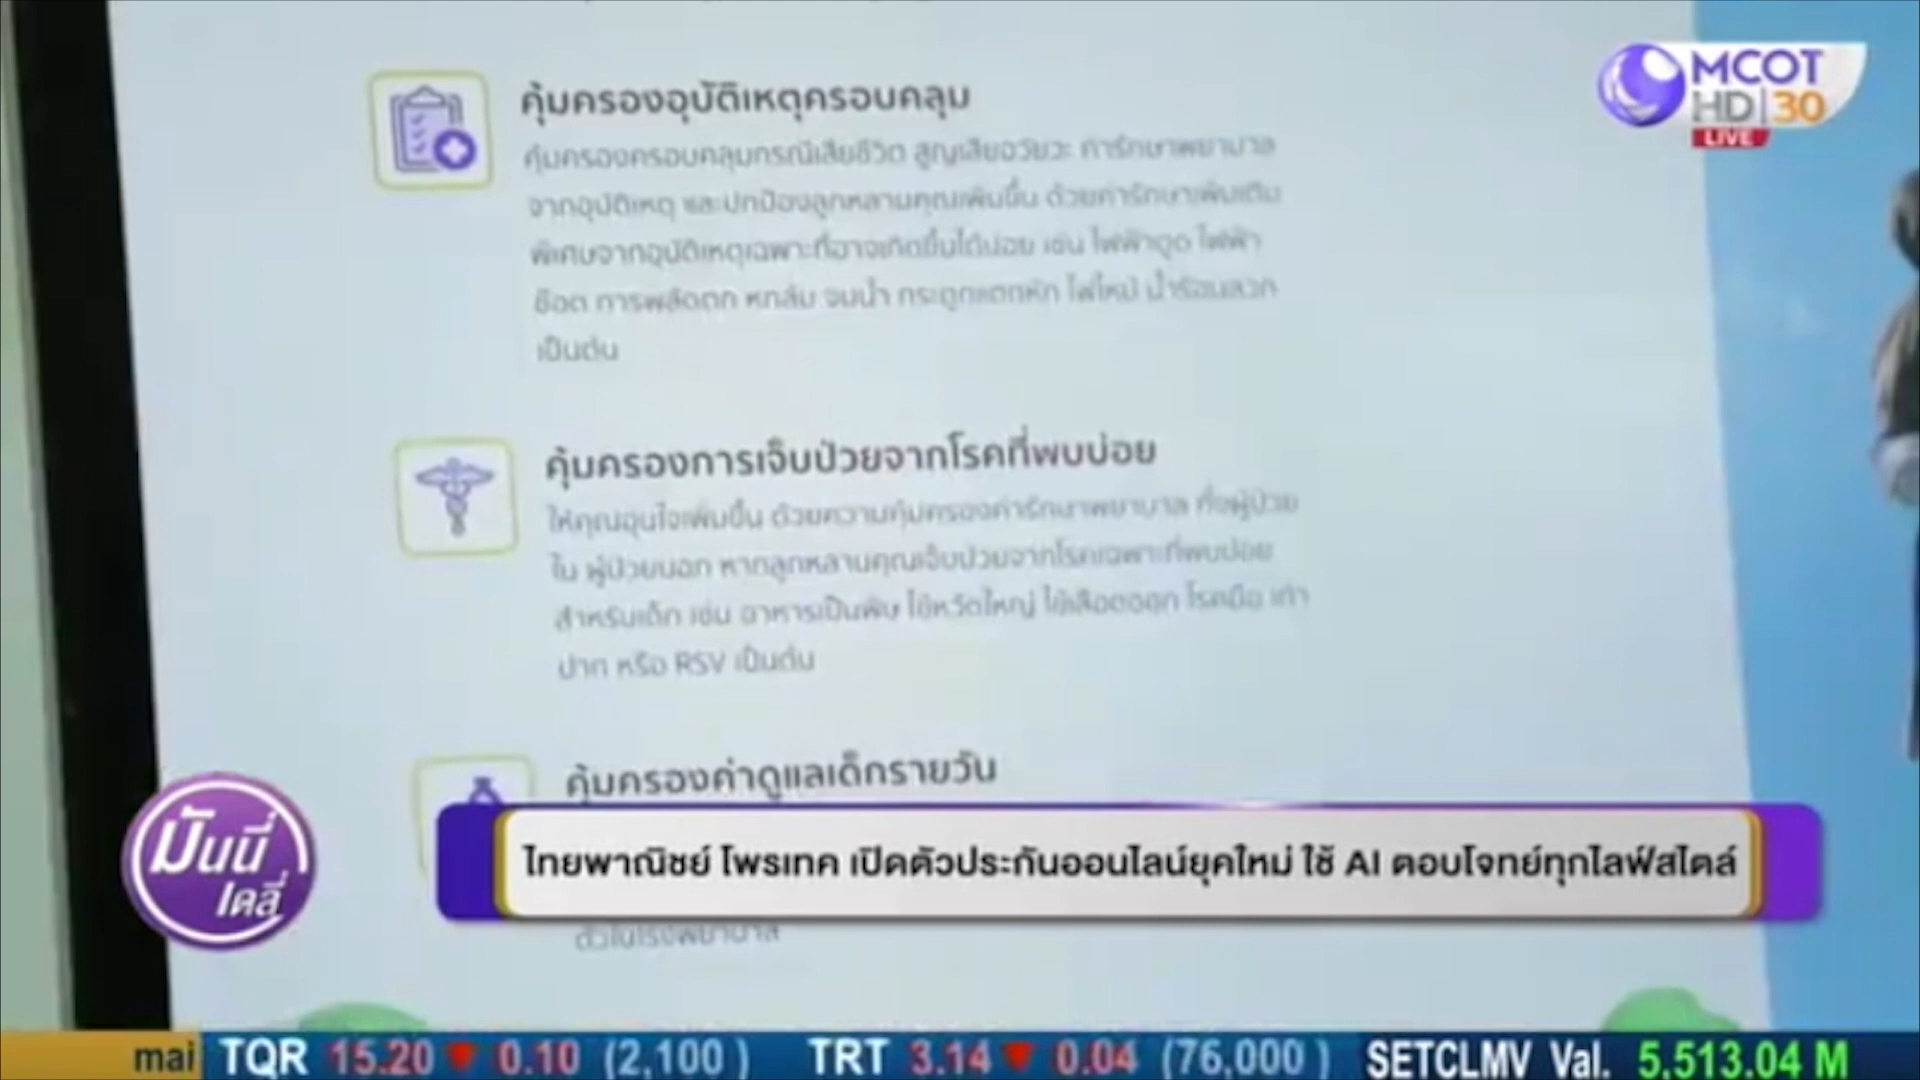 MCOT
HD 30
LIVE
คุ้มครองอุบัติเหตุครอบคลุม
คุ้มครองครอบคลุมกรณีเสียชีวิต สูญเสียอวัยวะ ค่ารักษาพยาบาล
จากอุบัติเหตุ และปกป้องลูกหลานคุณเพิ่มขึ้น ด้วยค่ารักษาเพิ่มเติม
พิเศษจากอุบัติเหตุเฉพาะที่อาจเกิดขึ้นได้บ่อย เช่น ไฟฟ้าดูด ไฟฟ้า
ช็อต การพลัดตก หกล้ม จมน้ำ กระดูกแตกหัก ไฟไหม้ น้ำร้อนลวก
เป็นต้น
คุ้มครองการเจ็บป่วยจากโรคที่พบบ่อย
ให้คุณอุ่นใจเพิ่มขึ้น ด้วยความคุ้มครองค่ารักษาพยาบาล ทั้งผู้ป่วย
ใน ผู้ป่วยนอก หากลูกหลานคุณเจ็บป่วยจากโรคเฉพาะที่พบบ่อย
สำหรับเด็ก เช่น อาหารเป็นพิษ ไข้หวัดใหญ่ ไข้เลือดออก โรคมือ เท้า
ปาก หรือ RSV เป็นต้น
คุ้มครองค่าดูแลเด็กรายวัน
มันนี่
เดลี่
ไทยพาณิชย์ โพรเทค เปิดตัวประกันออนไลน์ยุคใหม่ ใช้ AI ตอบโจทย์ทุกไลฟ์สไตล์
ตัวในโรงพยาบาล
mai TQR 15.20 ▼ 0.10 (2,100 ) TRT 3.14 ▼ 0.04 (76,000 ) SETCLMV Val. 5,513.04 M